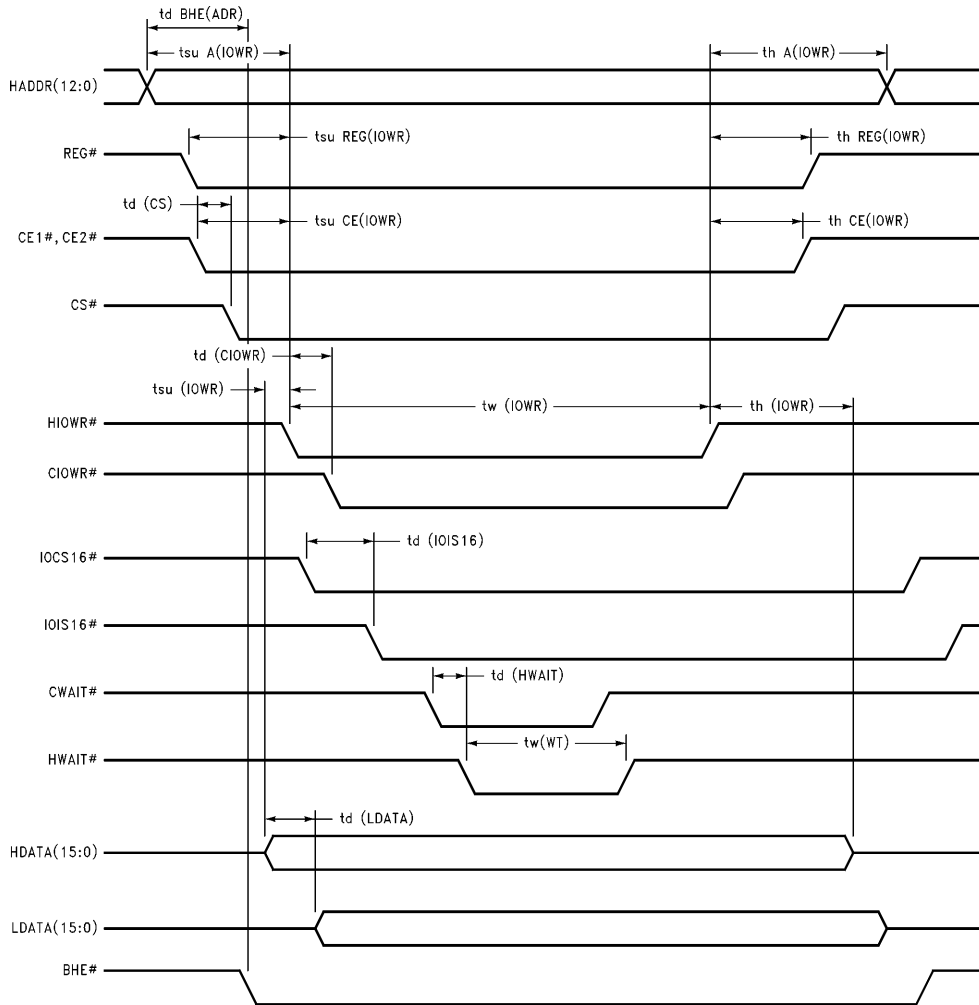 td BHE(ADR)
tsu A(IOWR)
th A(IOWR)
HADDR(12:0)
tsu REG(IOWR)
th REG(IOWR)
REG#
td (CS)
tsu CE(IOWR)
th CE(IOWR)
CE1#,CE2#
CS#
td (CIOWR)
tsu (IOWR)
tw (IOWR)
th (IOWR)
HIOWR#
CIOWR#
td (IOIS16)
IOCS16#
IOIS16#
td (HWAIT)
CWAIT#
tw(WT)
HWAIT#
td (LDATA)
HDATA(15:0)
LDATA(15:0)
BHE#